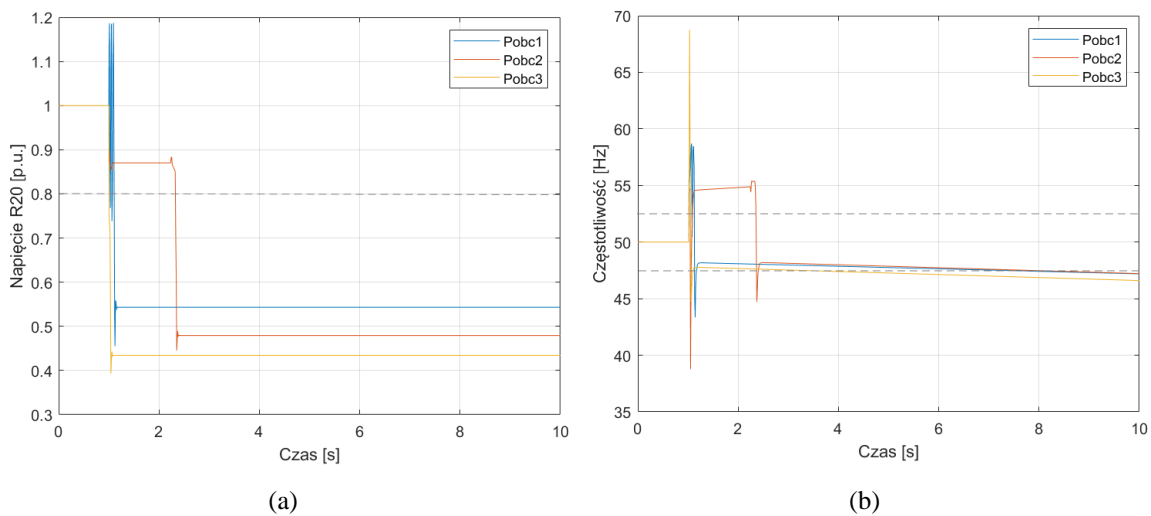 1.2
1.1
1
0.9
0.8
0.7
0.6
0.5
0.4
0.3
Napięcie R20 [p.u.]
Pobc1
Pobc2
Pobc3
0 2 4 6 8 10
Czas [s]
(a)
70
65
60
55
50
45
40
35
Częstotliwość [Hz]
Pobc1
Pobc2
Pobc3
0 2 4 6 8 10
Czas [s]
(b)